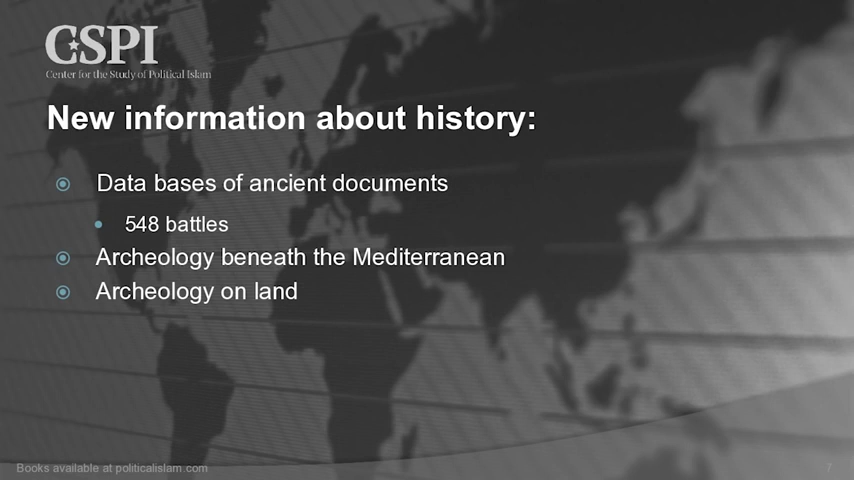 CSPI
Center for the Study of Political Islam
New information about history:
Data bases of ancient documents
548 battles
Archeology beneath the Mediterranean
Archeology on land
Books available at politicalislam.com
7